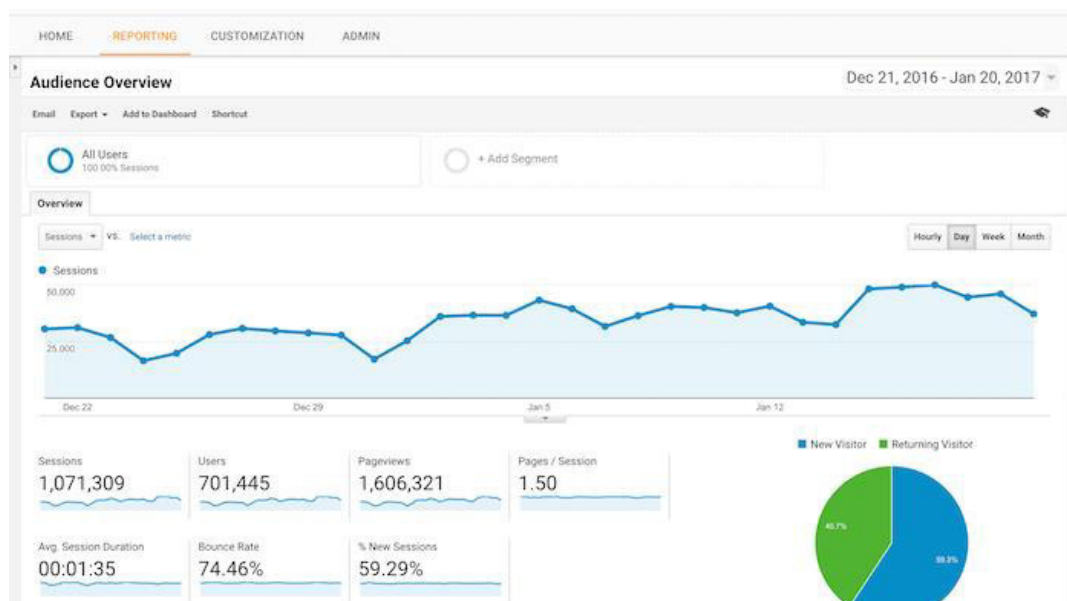 HOME REPORTING CUSTOMIZATION ADMIN
Audience Overview
Dec 21, 2016 - Jan 20, 2017
Email Export Add to Dashboard Shortcut
All Users
100.00% Sessions
+ Add Segment
Overview
Sessions VS. Select a metric
Hourly Day Week Month
Sessions
50,000
25,000
Dec 22 Dec 29 Jan 5 Jan 12
New Visitor Returning Visitor
Sessions Users Pageviews Pages / Session
1,071,309 701,445 1,606,321 1.50
40.7%
59.3%
Avg. Session Duration Bounce Rate % New Sessions
00:01:35 74.46% 59.29%